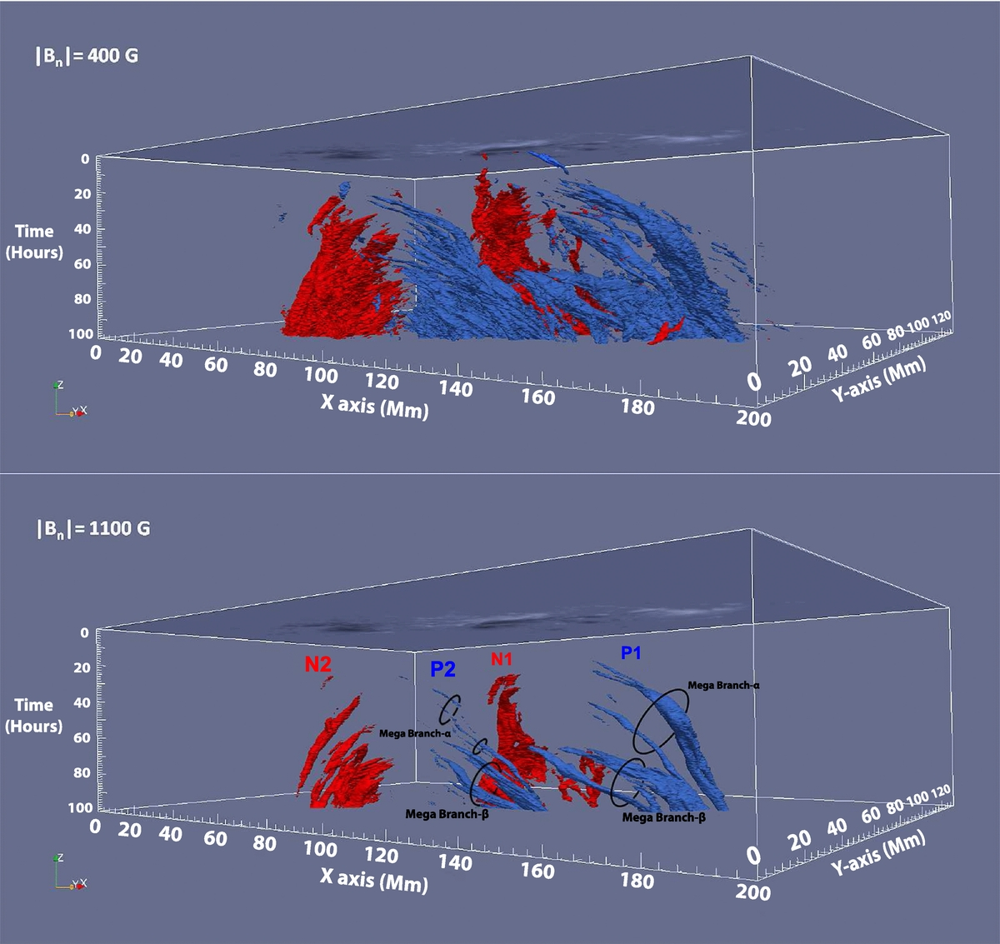 |Bn|= 400 G
0
20
40
60
80
100
Time
(Hours)
0 20 40 60 80 100 120 140 160 180 200
X axis (Mm)
0 20 40 60 80 100 120
Y-axis (Mm)
Z
Y X
|Bn|= 1100 G
N2
P2
N1
P1
Mega Branch-α
Mega Branch-α
Mega Branch-β
Mega Branch-β
0
20
40
60
80
100
Time
(Hours)
0 20 40 60 80 100 120 140 160 180 200
X axis (Mm)
0 20 40 60 80 100 120
Y-axis (Mm)
Z
Y X